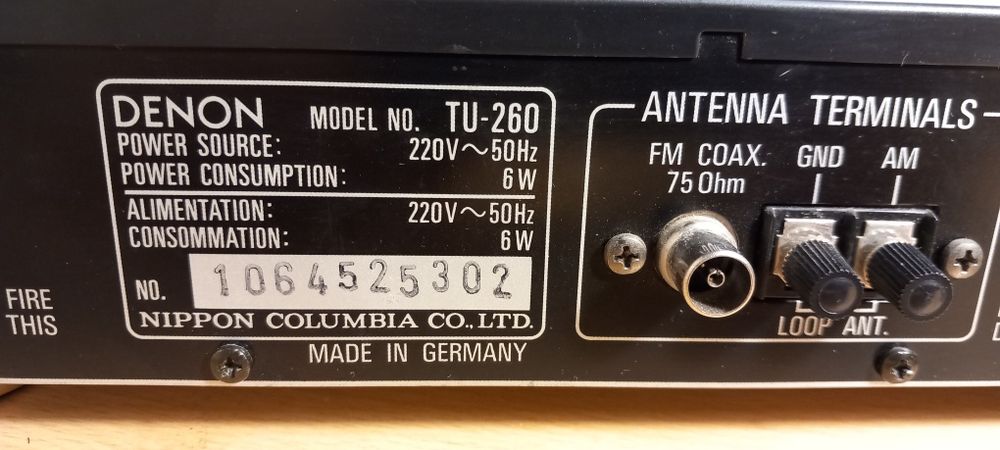 DENON MODEL NO. TU-260
POWER SOURCE: 220V～50Hz
POWER CONSUMPTION: 6W
ALIMENTATION: 220V～50Hz
CONSOMMATION: 6W
NO. 1064525302
NIPPON COLUMBIA CO.,LTD.
MADE IN GERMANY
FIRE
THIS
ANTENNA TERMINALS
FM COAX. GND AM
75 Ohm
LOOP ANT.